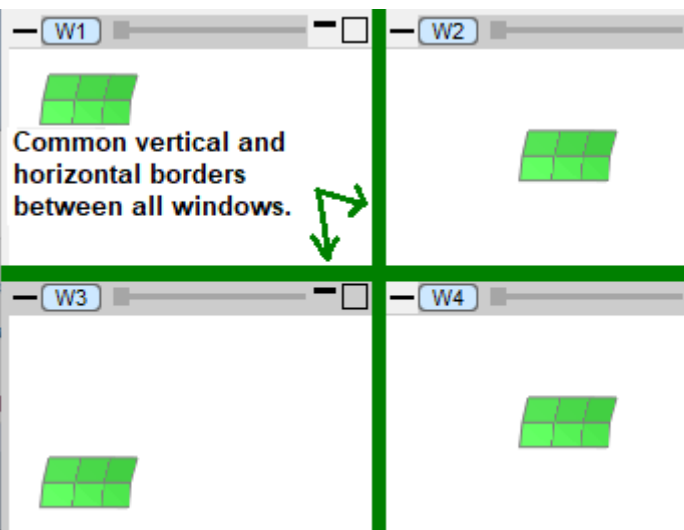 W1
W2
Common vertical and
horizontal borders
between all windows.
W3
W4